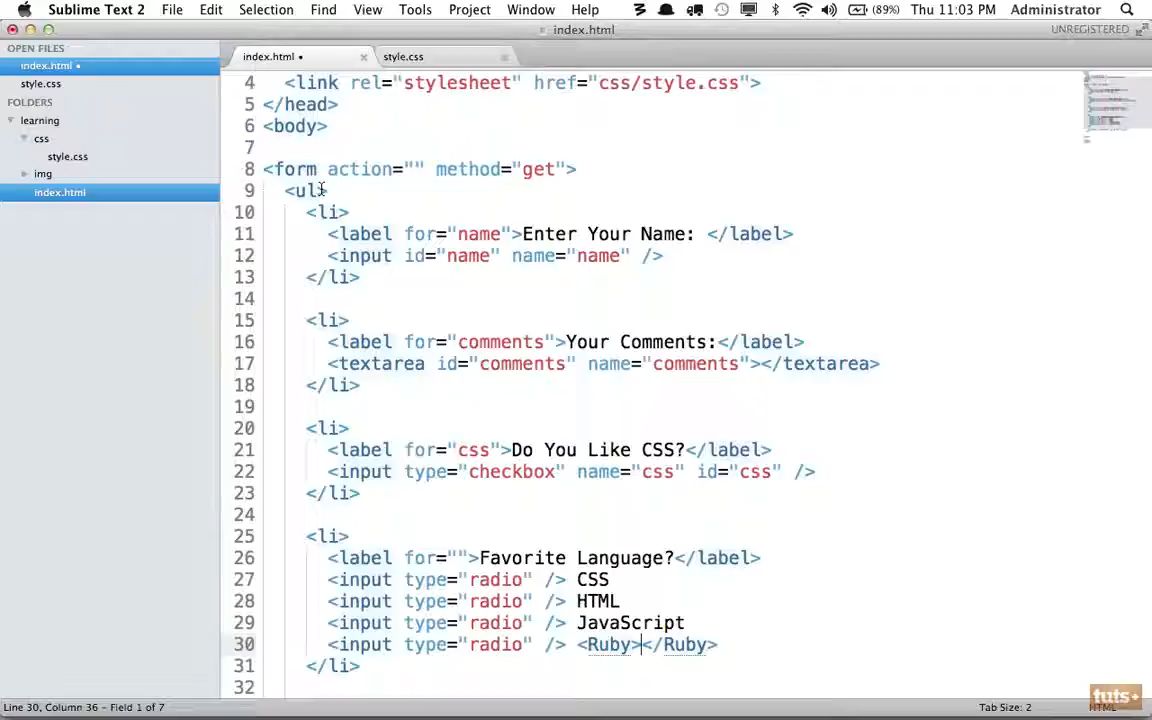 Sublime Text 2 File Edit Selection Find View Tools Project Window Help (89%) Thu 11:03 PM Administrator
index.html UNREGISTERED
OPEN FILES
index.html
style.css
FOLDERS
learning
css
style.css
img
index.html
index.html • style.css
4 <link rel="stylesheet" href="css/style.css">
5 </head>
6 <body>
7
8 <form action="" method="get">
9 <ul>
10 <li>
11 <label for="name">Enter Your Name: </label>
12 <input id="name" name="name" />
13 </li>
14
15 <li>
16 <label for="comments">Your Comments:</label>
17 <textarea id="comments" name="comments"></textarea>
18 </li>
19
20 <li>
21 <label for="css">Do You Like CSS?</label>
22 <input type="checkbox" name="css" id="css" />
23 </li>
24
25 <li>
26 <label for="">Favorite Language?</label>
27 <input type="radio" /> CSS
28 <input type="radio" /> HTML
29 <input type="radio" /> JavaScript
30 <input type="radio" /> <Ruby></Ruby>
31 </li>
32
Line 30, Column 36 - Field 1 of 7 Tab Size: 2 HTML
tuts+